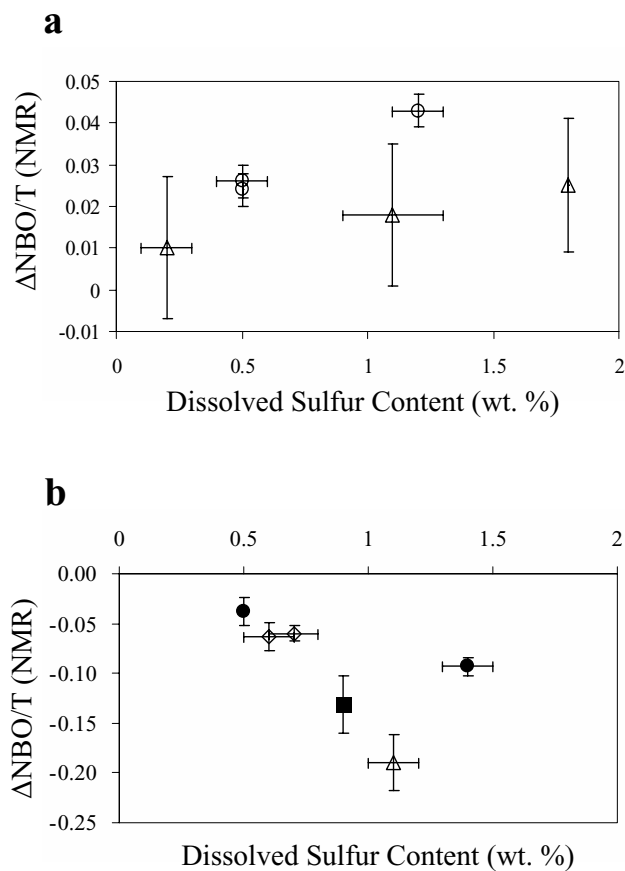 a
0.05
0.04
0.03
0.02
0.01
0
-0.01
ΔNBO/T (NMR)
0 0.5 1 1.5 2
Dissolved Sulfur Content (wt. %)
b
0 0.5 1 1.5 2
0.00
-0.05
-0.10
-0.15
-0.20
-0.25
ΔNBO/T (NMR)
Dissolved Sulfur Content (wt. %)